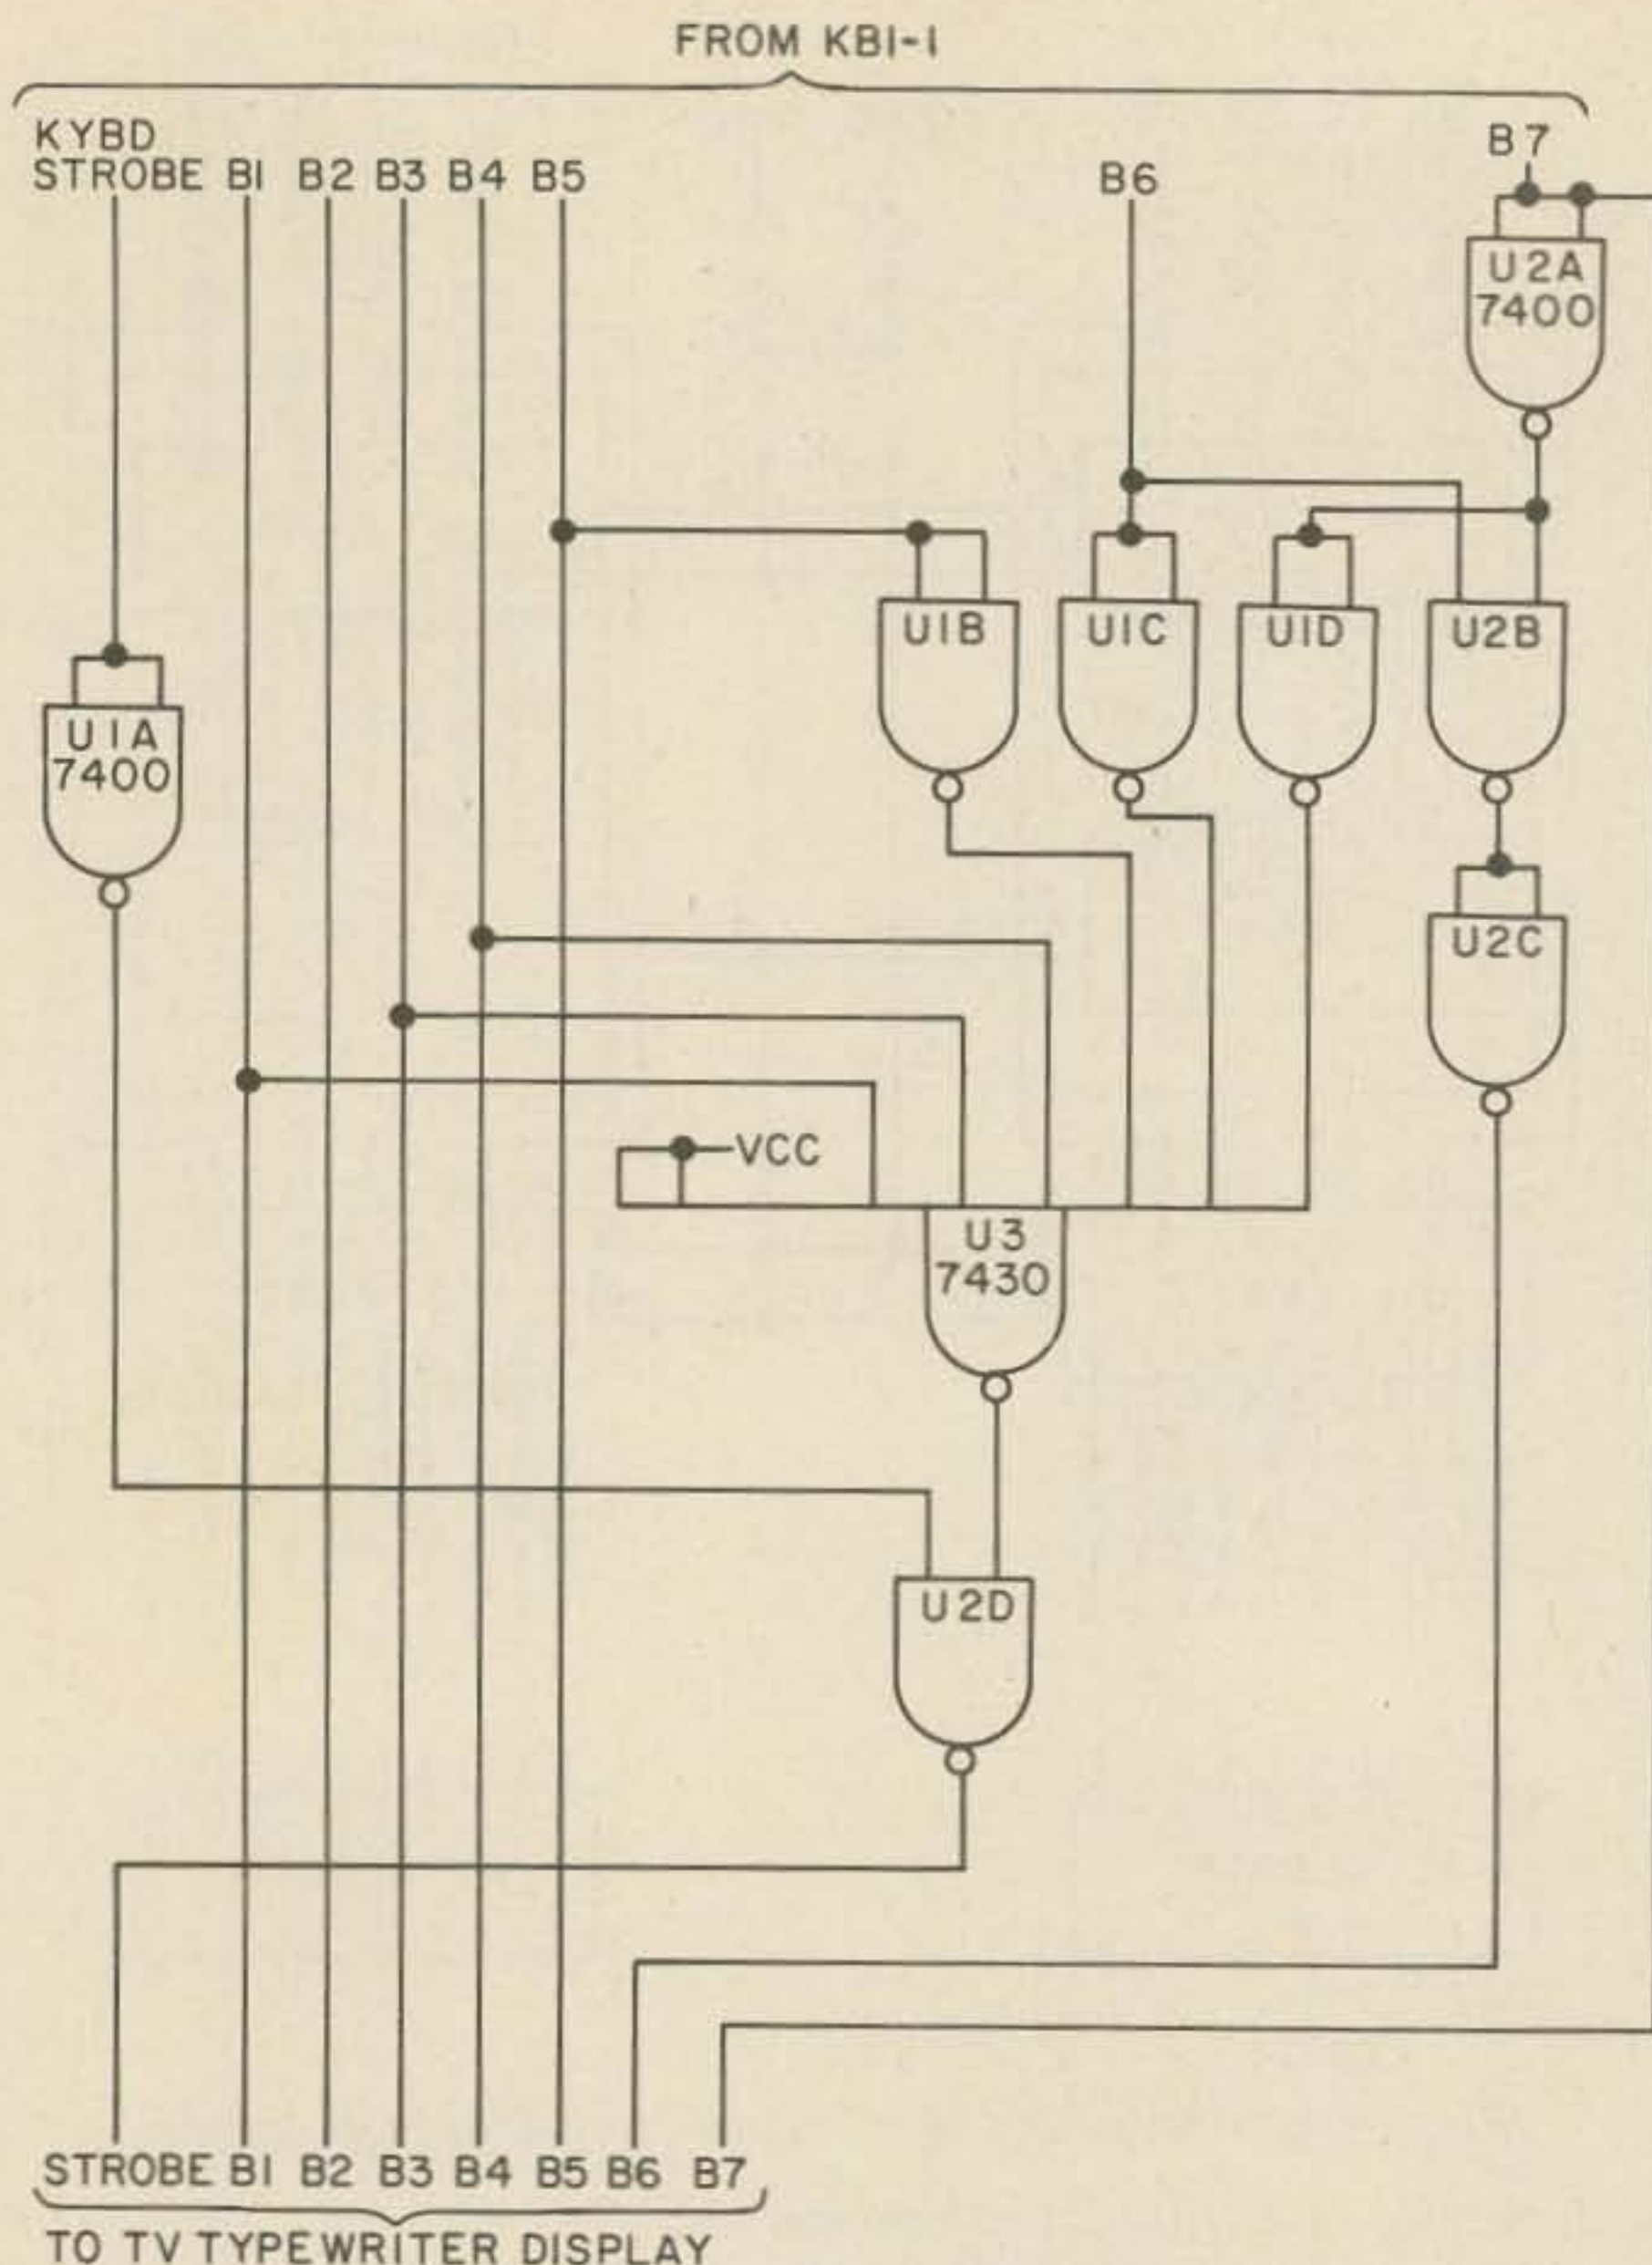 FROM KB1-1
KYBD
STROBE B1 B2 B3 B4 B5 B6 B7
U2A
7400
U1B U1C U1D U2B
U1A
7400
U2C
VCC
U3
7430
U2D
STROBE B1 B2 B3 B4 B5 B6 B7
TO TV TYPEWRITER DISPLAY